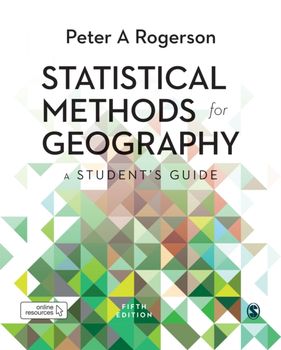 Peter A Rogerson
STATISTICAL
METHODS for
GEOGRAPHY
A STUDENT'S GUIDE
online
resources
FIFTH
EDITION
S